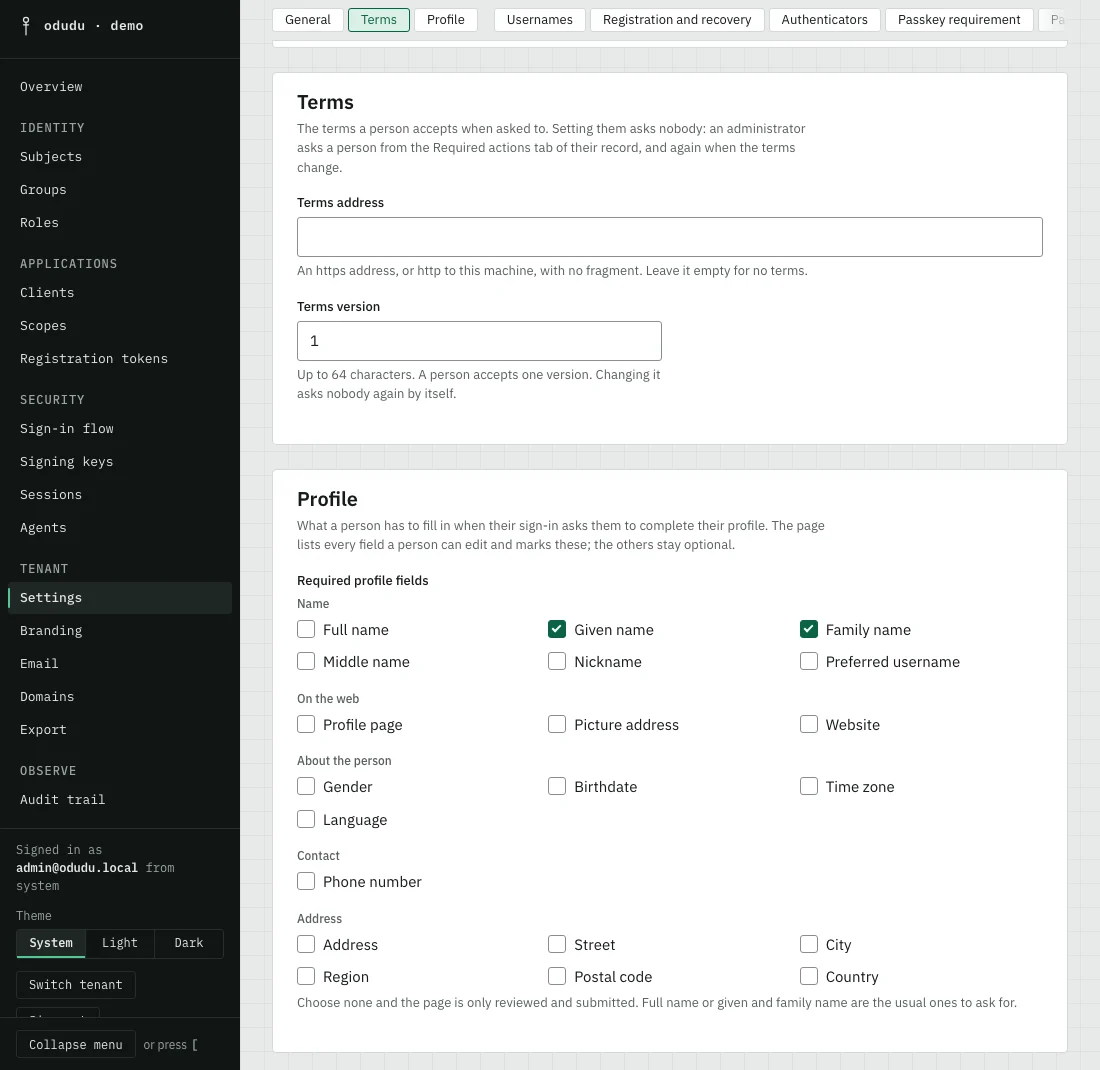 odudu · demo
Overview
IDENTITY
Subjects
Groups
Roles
APPLICATIONS
Clients
Scopes
Registration tokens
SECURITY
Sign-in flow
Signing keys
Sessions
Agents
TENANT
Settings
Branding
Email
Domains
Export
OBSERVE
Audit trail
Signed in as
admin@odudu.local from
system
Theme
System Light Dark
Switch tenant
Collapse menu or press [
General Terms Profile Usernames Registration and recovery Authenticators Passkey requirement
Terms
The terms a person accepts when asked to. Setting them asks nobody: an administrator
asks a person from the Required actions tab of their record, and again when the terms
change.
Terms address
An https address, or http to this machine, with no fragment. Leave it empty for no terms.
Terms version
1
Up to 64 characters. A person accepts one version. Changing it
asks nobody again by itself.
Profile
What a person has to fill in when their sign-in asks them to complete their profile. The page
lists every field a person can edit and marks these; the others stay optional.
Required profile fields
Name
Full name Given name Family name
Middle name Nickname Preferred username
On the web
Profile page Picture address Website
About the person
Gender Birthdate Time zone
Language
Contact
Phone number
Address
Address Street City
Region Postal code Country
Choose none and the page is only reviewed and submitted. Full name or given and family name are the usual ones to ask for.